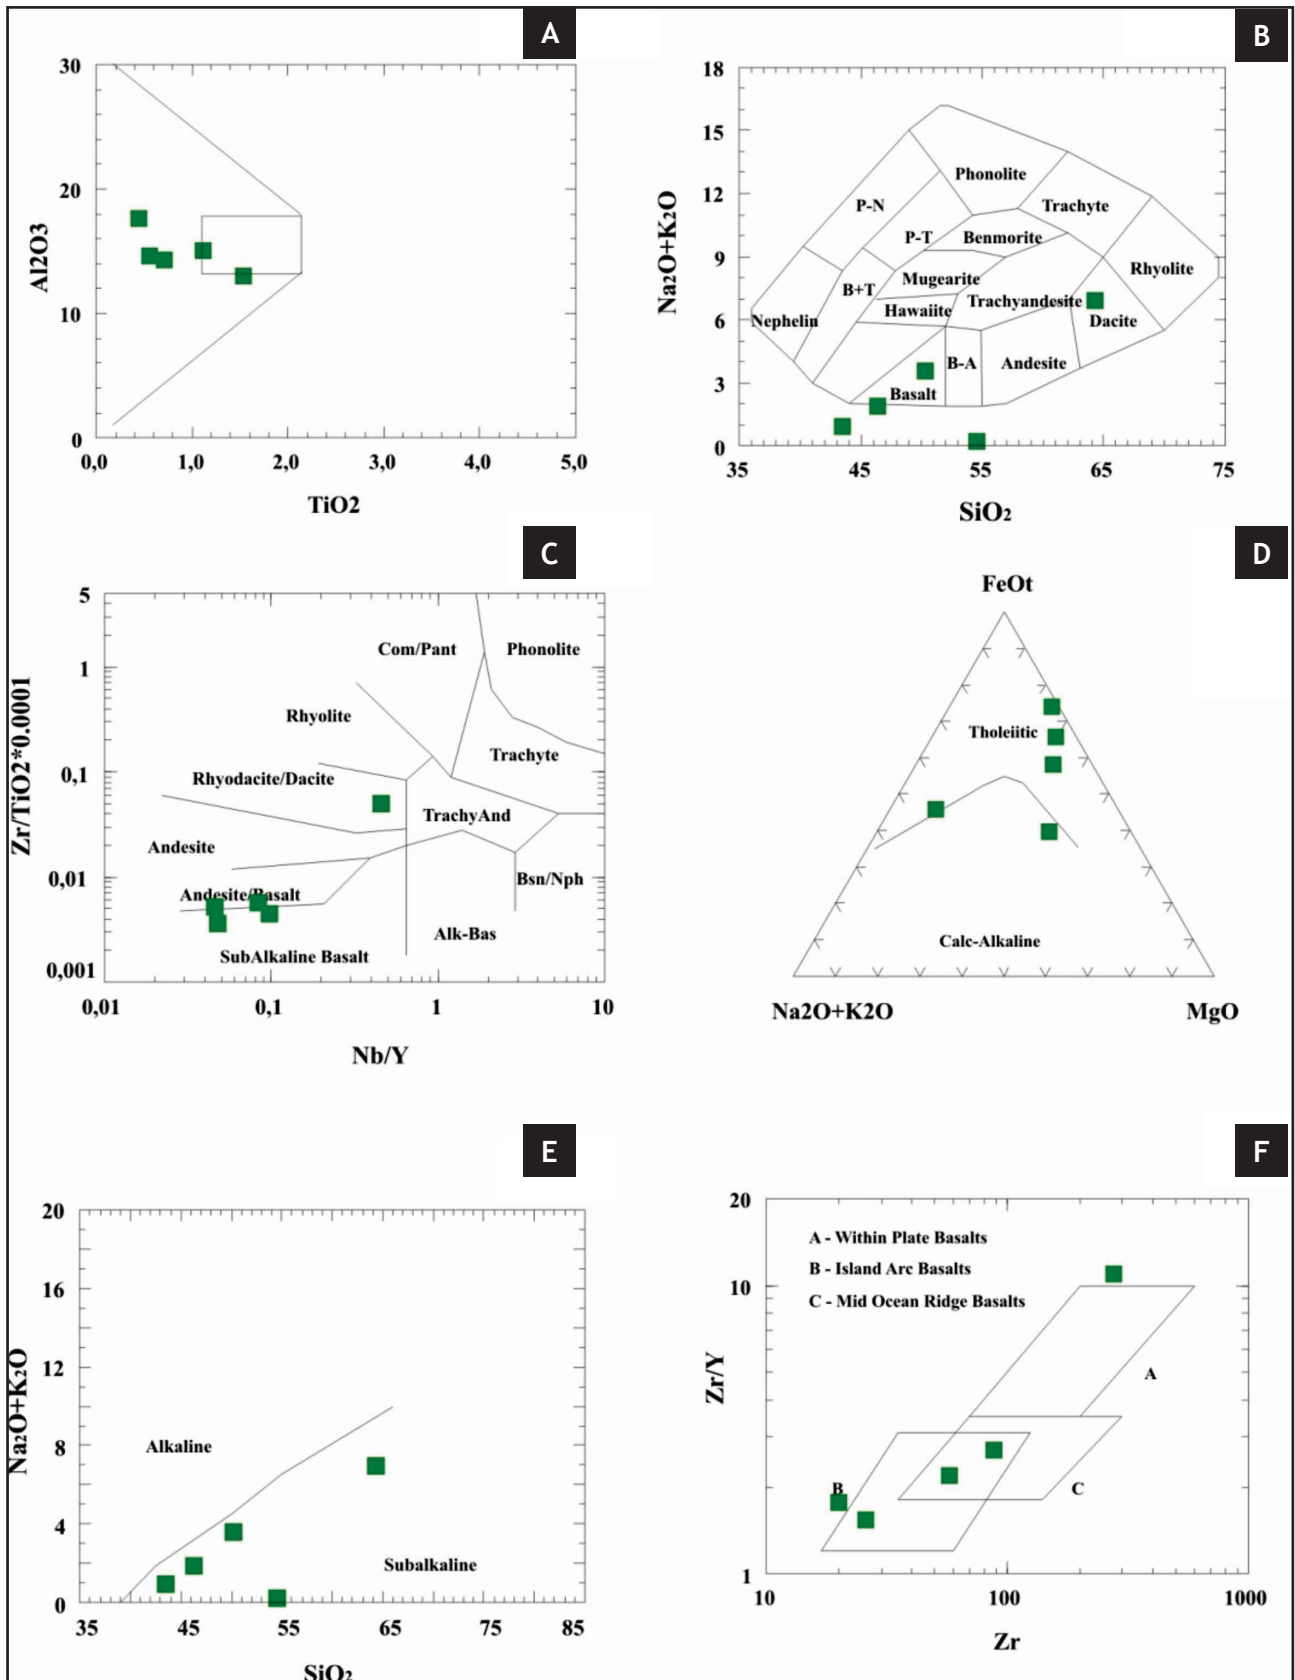 A
30
20
10
0
0,0 1,0 2,0 3,0 4,0 5,0
Al2O3
TiO2
B
18
15
12
9
6
3
0
35 45 55 65 75
Na2O+K2O
SiO2
Phonolite
P-N
Trachyte
P-T
Benmorite
Rhyolite
Mugearite
B+T
Trachyandesite
Hawaiite
Nephelin
Dacite
B-A
Andesite
Basalt
C
5
1
0,1
0,01
0,001
0,01 0,1 1 10
Zr/TiO2*0.0001
Nb/Y
Com/Pant
Phonolite
Rhyolite
Trachyte
Rhyodacite/Dacite
TrachyAnd
Andesite
Bsn/Nph
Andesite/Basalt
Alk-Bas
SubAlkaline Basalt
D
FeOt
Tholeiitic
Calc-Alkaline
Na2O+K2O
MgO
E
20
16
12
8
4
0
35 45 55 65 75 85
Na2O+K2O
SiO2
Alkaline
Subalkaline
F
20
10
1
10 100 1000
Zr/Y
Zr
A - Within Plate Basalts
B - Island Arc Basalts
C - Mid Ocean Ridge Basalts
A
B
C